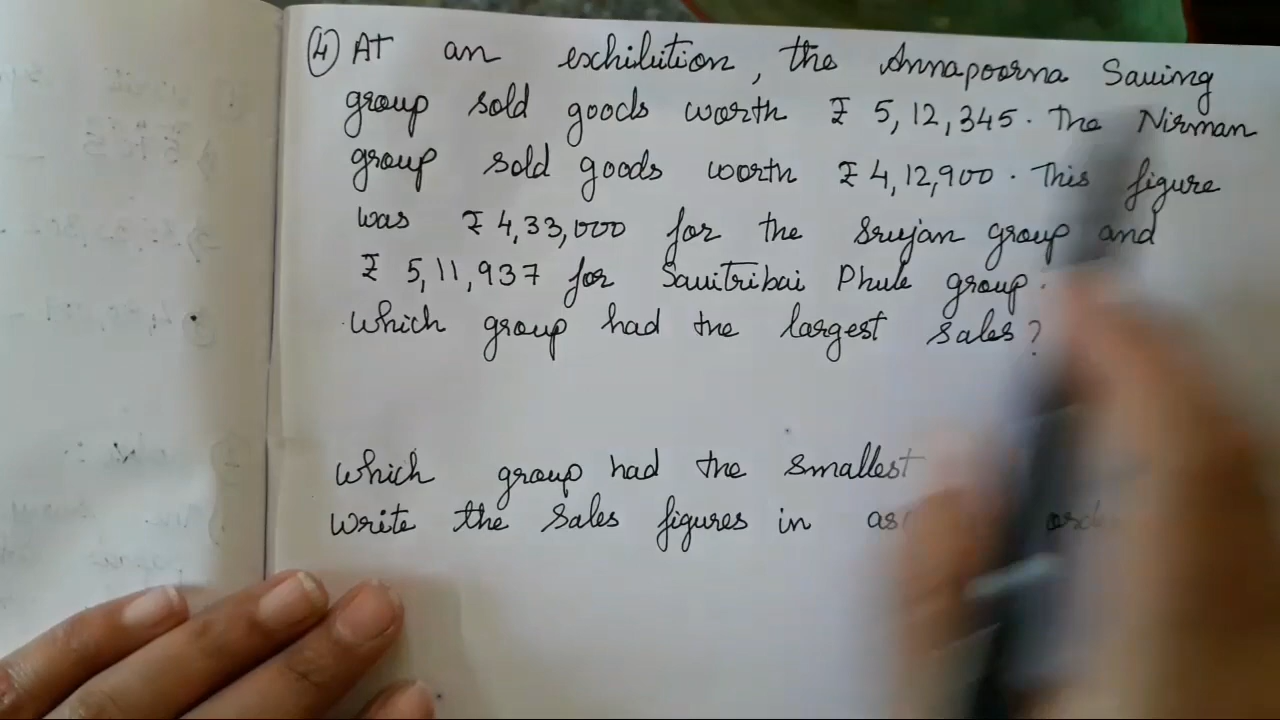 ④ At an exhibition, the Annapoorna Saving
group sold goods worth ₹ 5,12,345. The Nirman
group sold goods worth ₹ 4,12,900. This figure
was ₹ 4,33,000 for the Srujan group and
₹ 5,11,937 for Savitribai Phule group.
Which group had the largest sales?
Which group had the smallest
Write the sales figures in